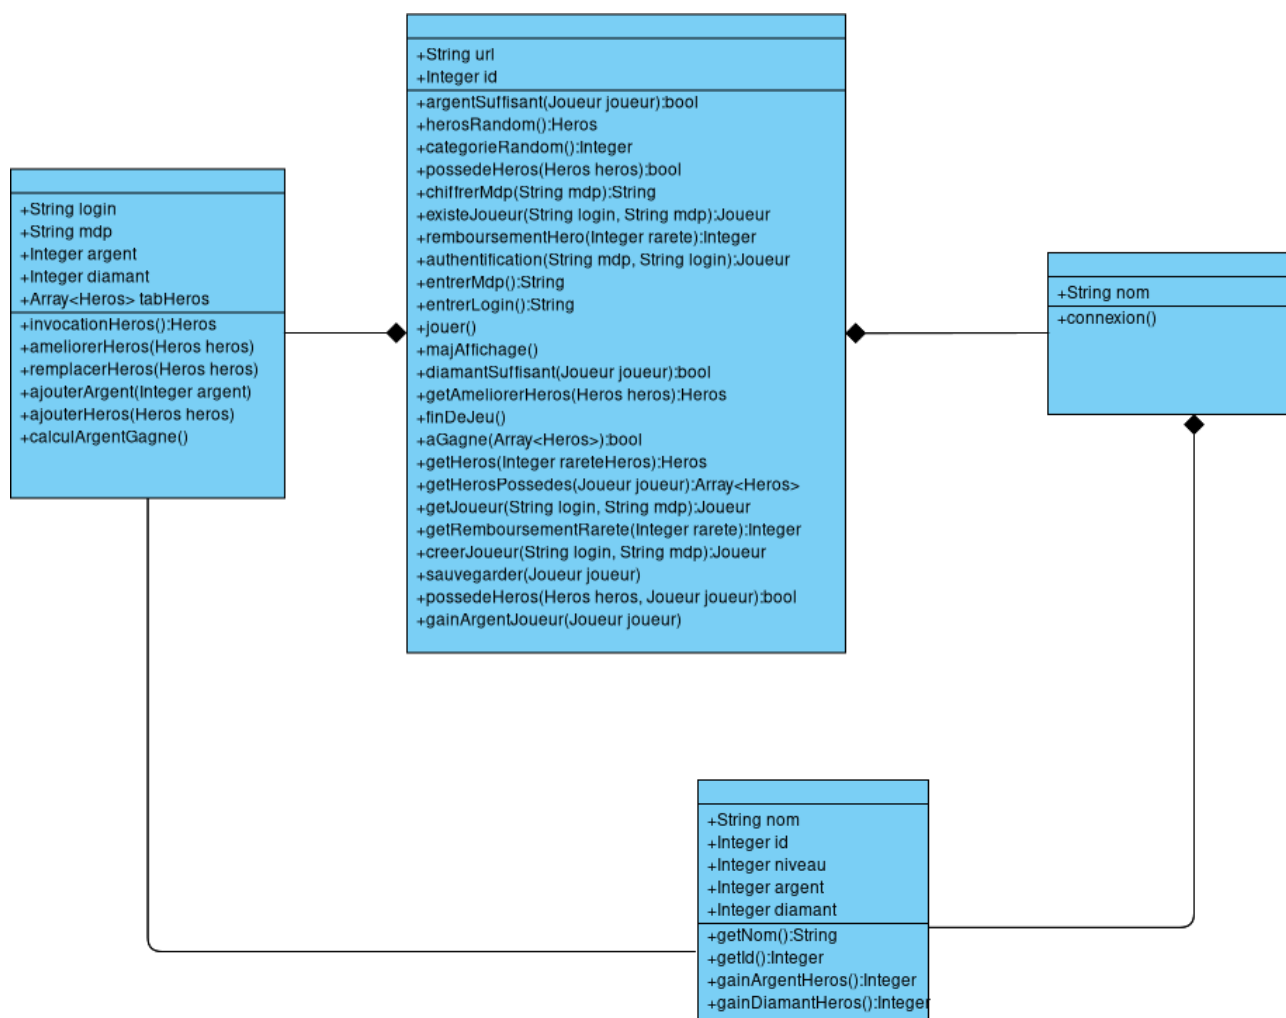 +String url
+Integer id
+argentSuffisant(Joueur joueur):bool
+herosRandom():Heros
+categorieRandom():Integer
+possedeHeros(Heros heros):bool
+chiffrerMdp(String mdp):String
+existeJoueur(String login, String mdp):Joueur
+remboursementHero(Integer rarete):Integer
+authentification(String mdp, String login):Joueur
+entrerMdp():String
+entrerLogin():String
+jouer()
+majAffichage()
+diamantSuffisant(Joueur joueur):bool
+getAmeliorerHeros(Heros heros):Heros
+finDeJeu()
+aGagne(Array<Heros>):bool
+getHeros(Integer rareteHeros):Heros
+getHerosPossedes(Joueur joueur):Array<Heros>
+getJoueur(String login, String mdp):Joueur
+getRemboursementRarete(Integer rarete):Integer
+creerJoueur(String login, String mdp):Joueur
+sauvegarder(Joueur joueur)
+possedeHeros(Heros heros, Joueur joueur):bool
+gainArgentJoueur(Joueur joueur)
+String login
+String mdp
+Integer argent
+Integer diamant
+Array<Heros> tabHeros
+invocationHeros():Heros
+ameliorerHeros(Heros heros)
+remplacerHeros(Heros heros)
+ajouterArgent(Integer argent)
+ajouterHeros(Heros heros)
+calculArgentGagne()
+String nom
+connexion()
+String nom
+Integer id
+Integer niveau
+Integer argent
+Integer diamant
+getNom():String
+getId():Integer
+gainArgentHeros():Integer
+gainDiamantHeros():Integer